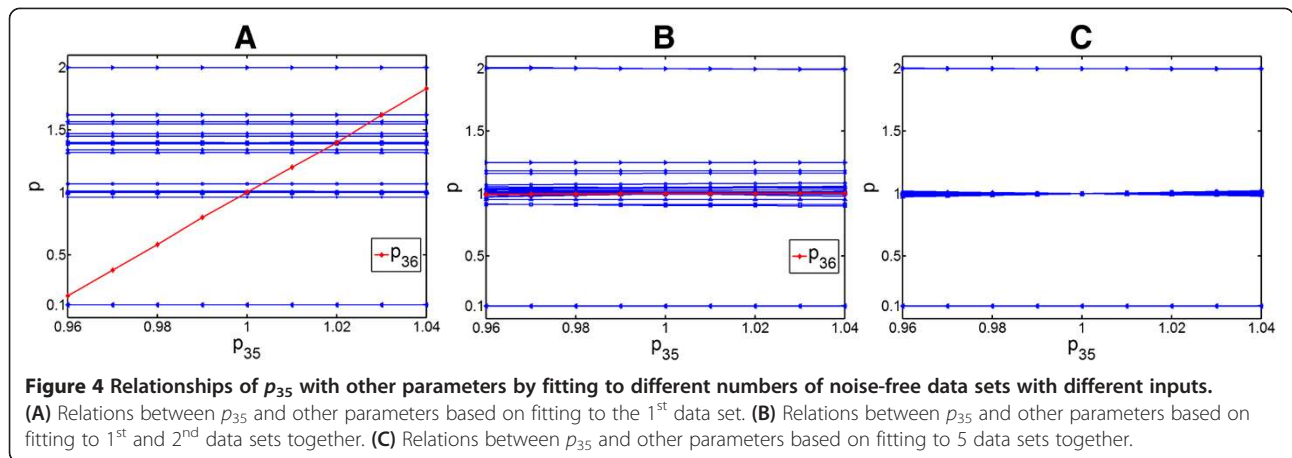 A
B
C
2
1.5
1
0.5
0.1
p
p36
0.96
0.98
1
1.02
1.04
p35
2
1.5
1
0.5
0.1
p
p36
0.96
0.98
1
1.02
1.04
p35
2
1.5
1
0.5
0.1
p
0.96
0.98
1
1.02
1.04
p35
Figure 4 Relationships of p35 with other parameters by fitting to different numbers of noise-free data sets with different inputs.
(A) Relations between p35 and other parameters based on fitting to the 1st data set. (B) Relations between p35 and other parameters based on
fitting to 1st and 2nd data sets together. (C) Relations between p35 and other parameters based on fitting to 5 data sets together.